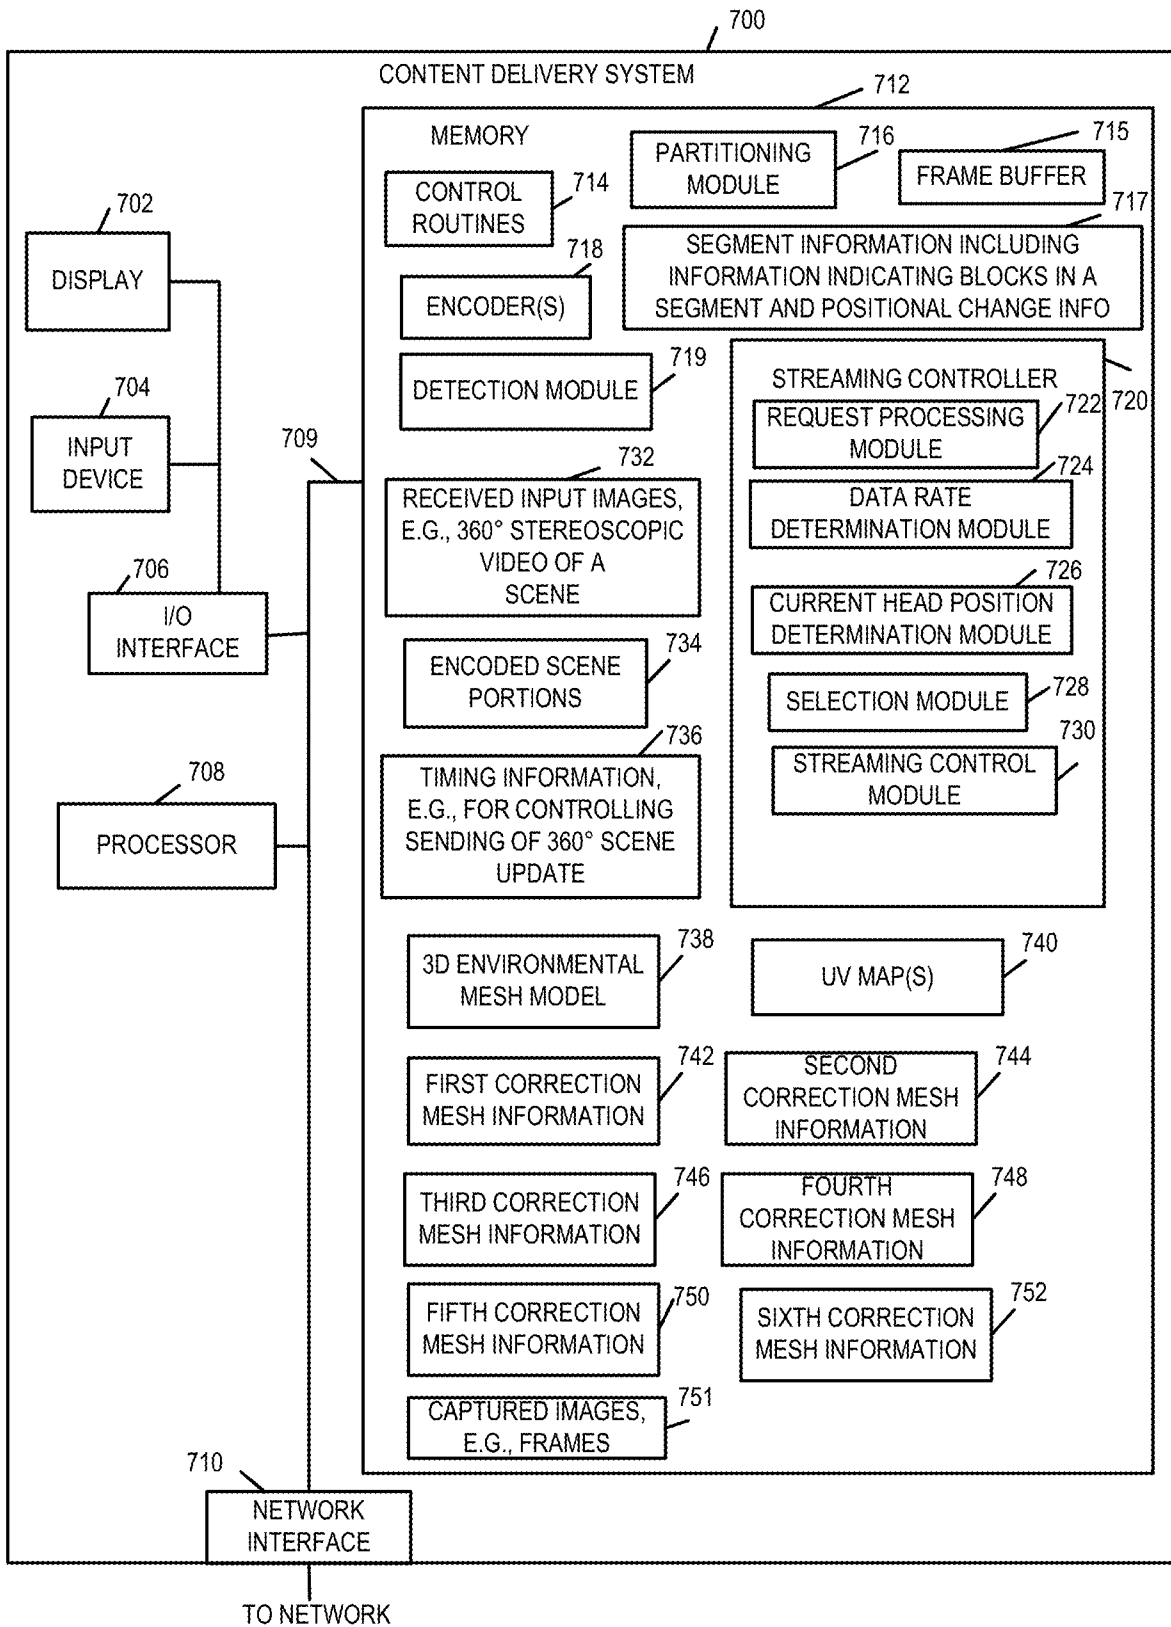 700
CONTENT DELIVERY SYSTEM
712
MEMORY
714
CONTROL
ROUTINES
716
PARTITIONING
MODULE
715
FRAME BUFFER
717
SEGMENT INFORMATION INCLUDING
INFORMATION INDICATING BLOCKS IN A
SEGMENT AND POSITIONAL CHANGE INFO
718
ENCODER(S)
719
DETECTION MODULE
702
DISPLAY
704
INPUT
DEVICE
706
I/O
INTERFACE
708
PROCESSOR
709
720
STREAMING CONTROLLER
722
REQUEST PROCESSING
MODULE
724
DATA RATE
DETERMINATION MODULE
726
CURRENT HEAD POSITION
DETERMINATION MODULE
728
SELECTION MODULE
730
STREAMING CONTROL
MODULE
732
RECEIVED INPUT IMAGES,
E.G., 360° STEREOSCOPIC
VIDEO OF A
SCENE
734
ENCODED SCENE
PORTIONS
736
TIMING INFORMATION,
E.G., FOR CONTROLLING
SENDING OF 360° SCENE
UPDATE
738
3D ENVIRONMENTAL
MESH MODEL
740
UV MAP(S)
742
FIRST CORRECTION
MESH INFORMATION
744
SECOND
CORRECTION MESH
INFORMATION
746
THIRD CORRECTION
MESH INFORMATION
748
FOURTH
CORRECTION MESH
INFORMATION
750
FIFTH CORRECTION
MESH INFORMATION
752
SIXTH CORRECTION
MESH INFORMATION
751
CAPTURED IMAGES,
E.G., FRAMES
710
NETWORK
INTERFACE
TO NETWORK